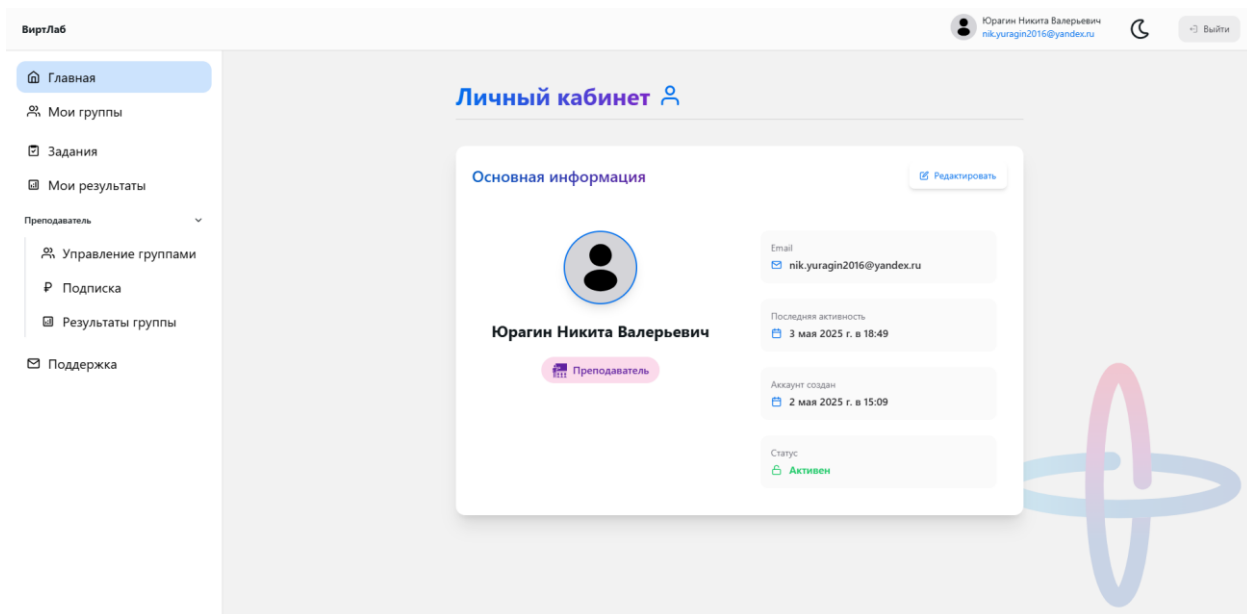 ВиртЛаб
Юрагин Никита Валерьевич
nik.yuragin2016@yandex.ru
Выйти
Главная
Мои группы
Задания
Мои результаты
Преподаватель
Управление группами
Подписка
Результаты группы
Поддержка
Личный кабинет
Основная информация
Редактировать
Юрагин Никита Валерьевич
Преподаватель
Email
nik.yuragin2016@yandex.ru
Последняя активность
3 мая 2025 г. в 18:49
Аккаунт создан
2 мая 2025 г. в 15:09
Статус
Активен